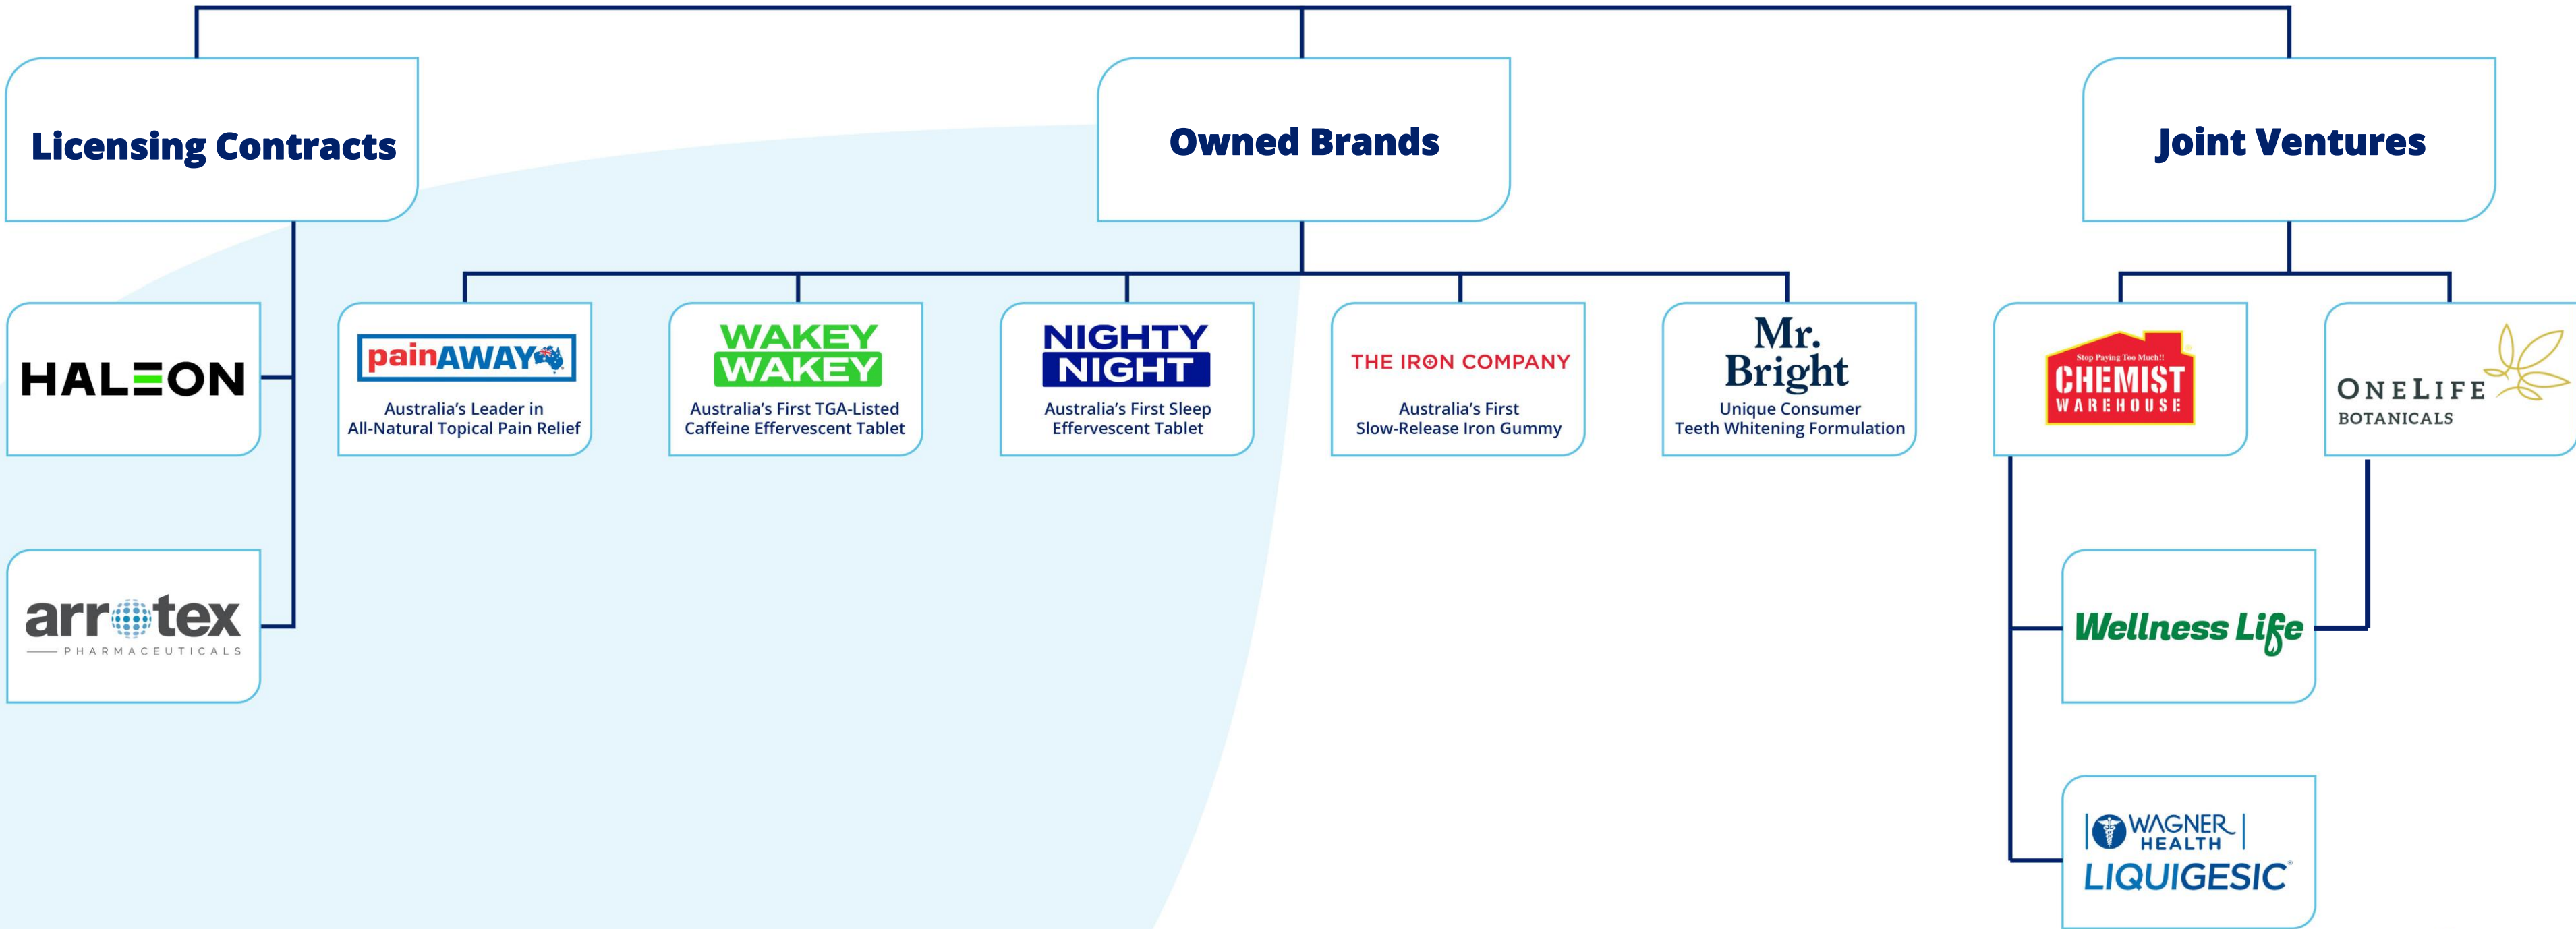 Licensing Contracts
Owned Brands
Joint Ventures
HALEON
painAWAY
Australia's Leader in
All-Natural Topical Pain Relief
WAKEY
WAKEY
Australia's First TGA-Listed
Caffeine Effervescent Tablet
NIGHTY
NIGHT
Australia's First Sleep
Effervescent Tablet
THE IRON COMPANY
Australia's First
Slow-Release Iron Gummy
Mr.
Bright
Unique Consumer
Teeth Whitening Formulation
Stop Paying Too Much!!
CHEMIST
WAREHOUSE
ONELIFE
BOTANICALS
arrotex
PHARMACEUTICALS
Wellness Life
WAGNER
HEALTH
LIQUIGESIC®